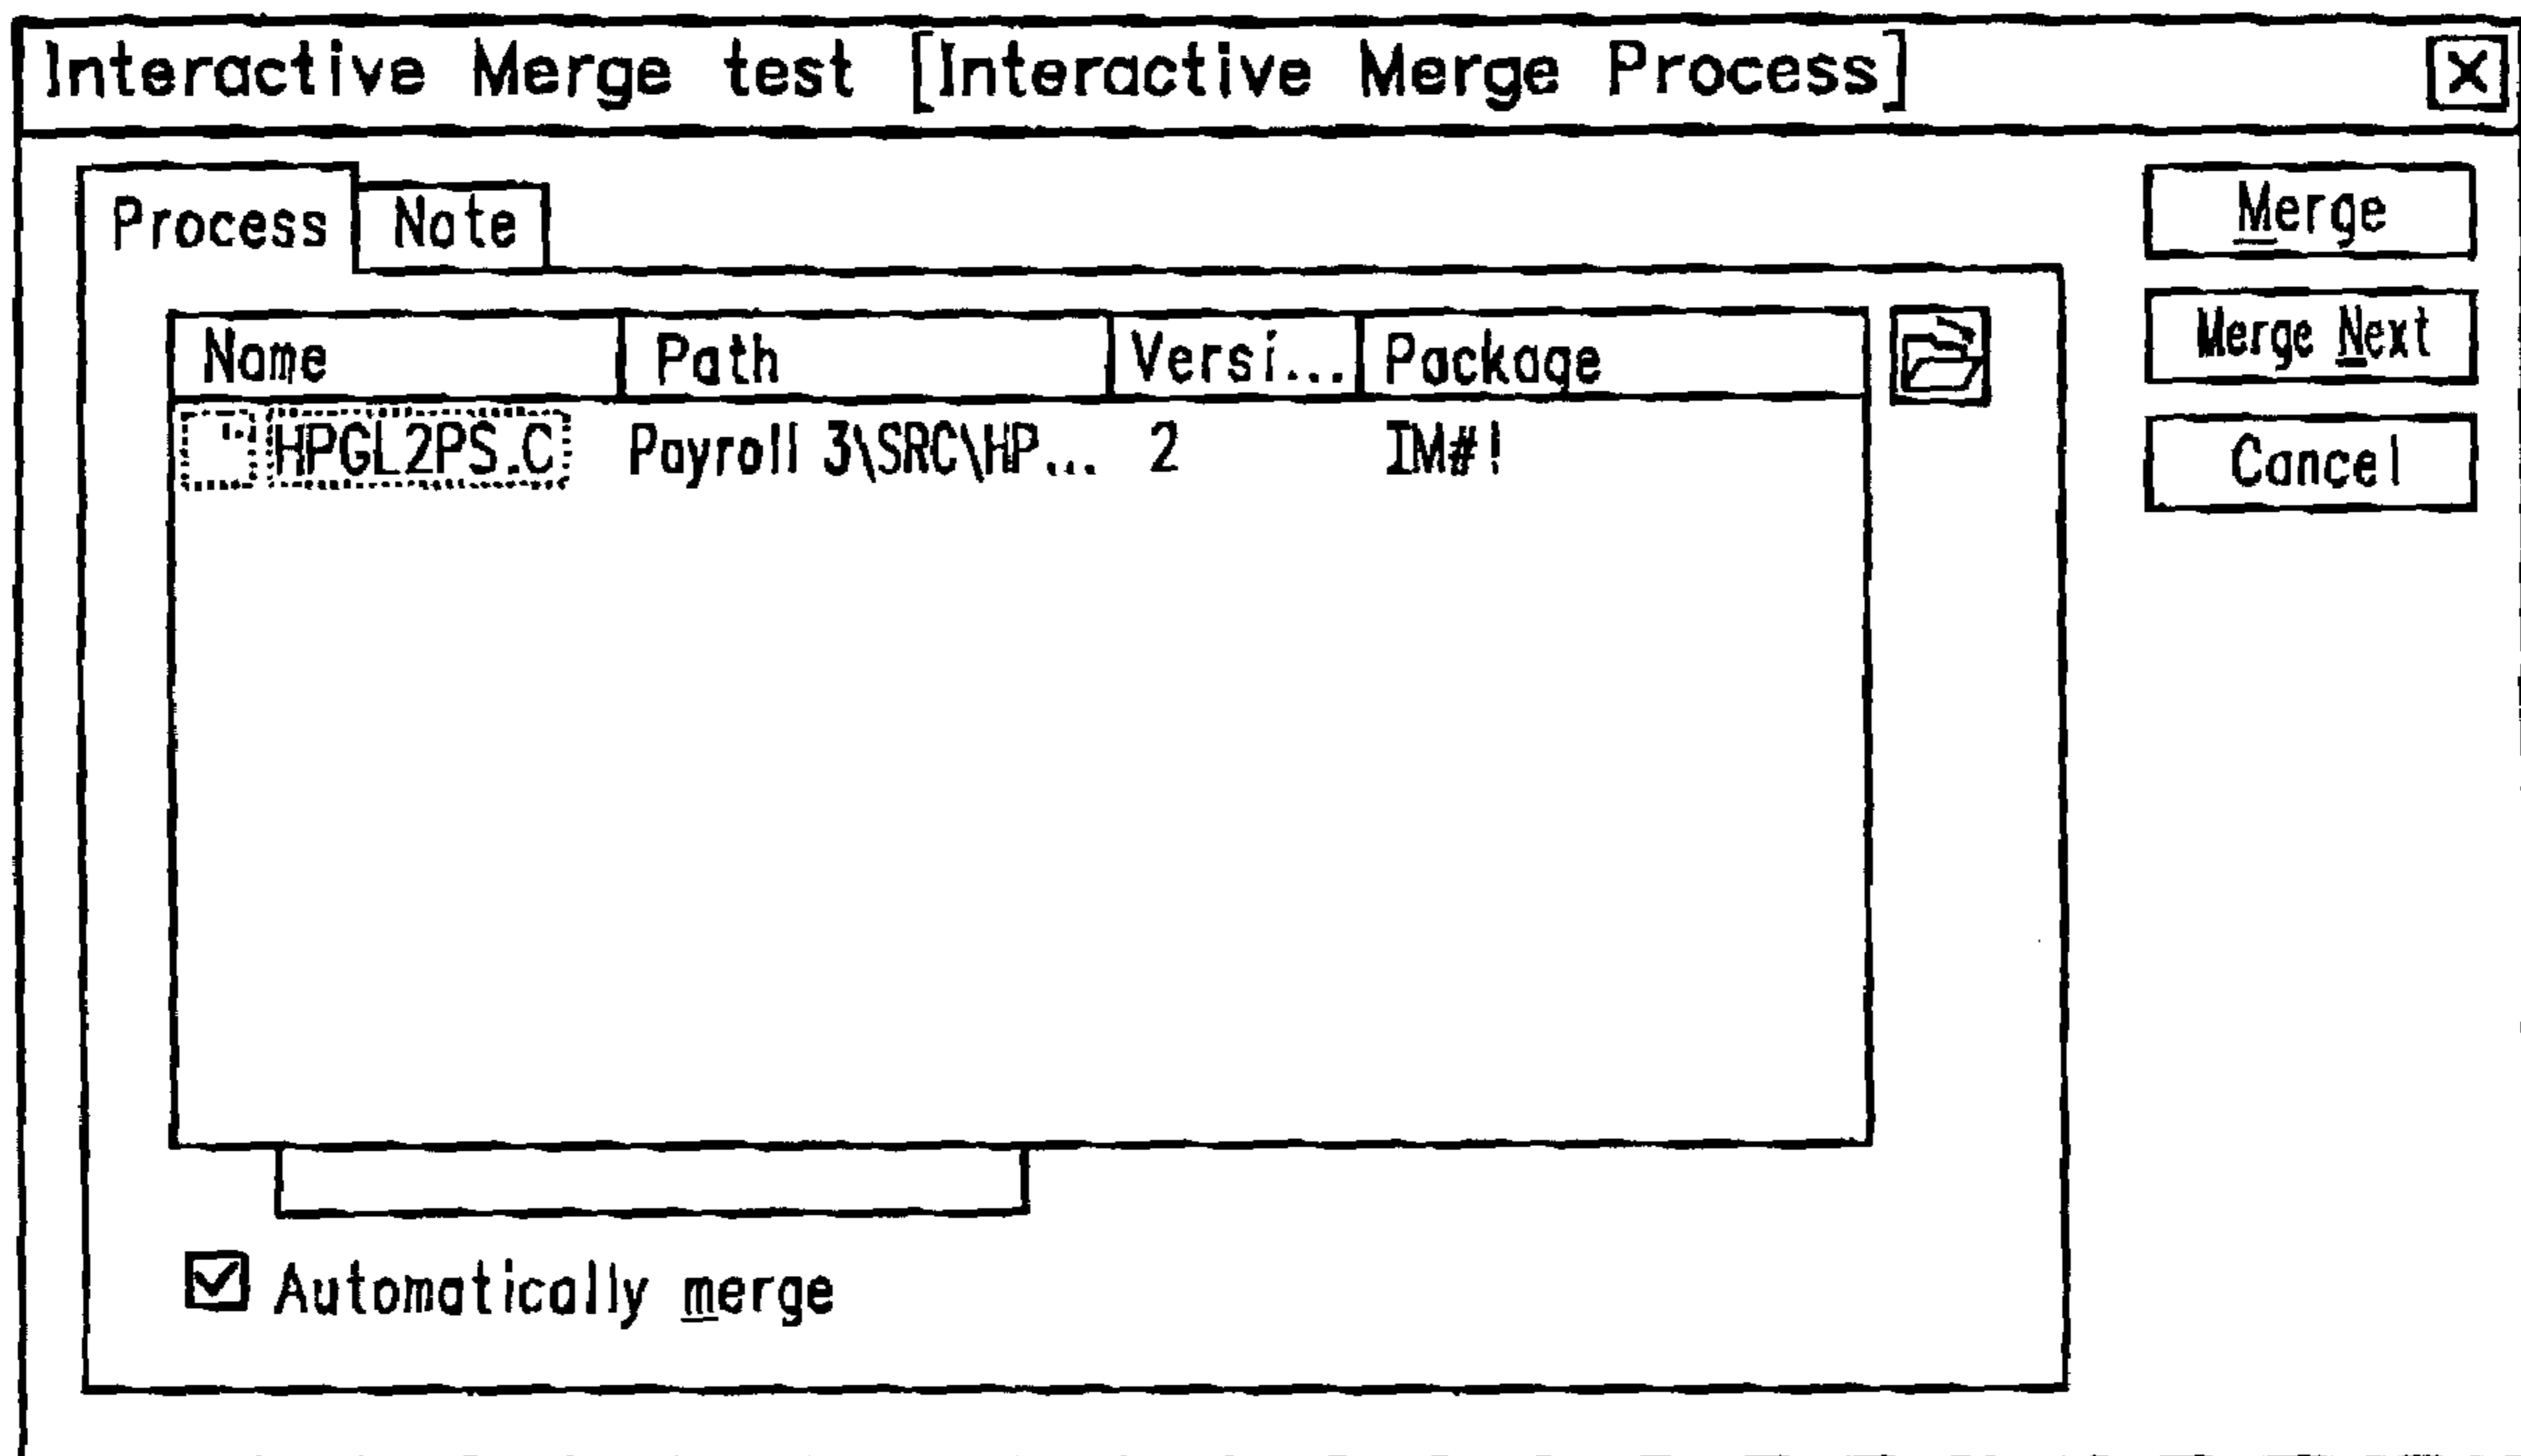 Interactive Merge test [Interactive Merge Process]
Process Note
Merge
Merge Next
Cancel
Name Path Versi... Package
HPGL2PS.C Payroll 3\SRC\HP... 2 IM#!
Automatically merge